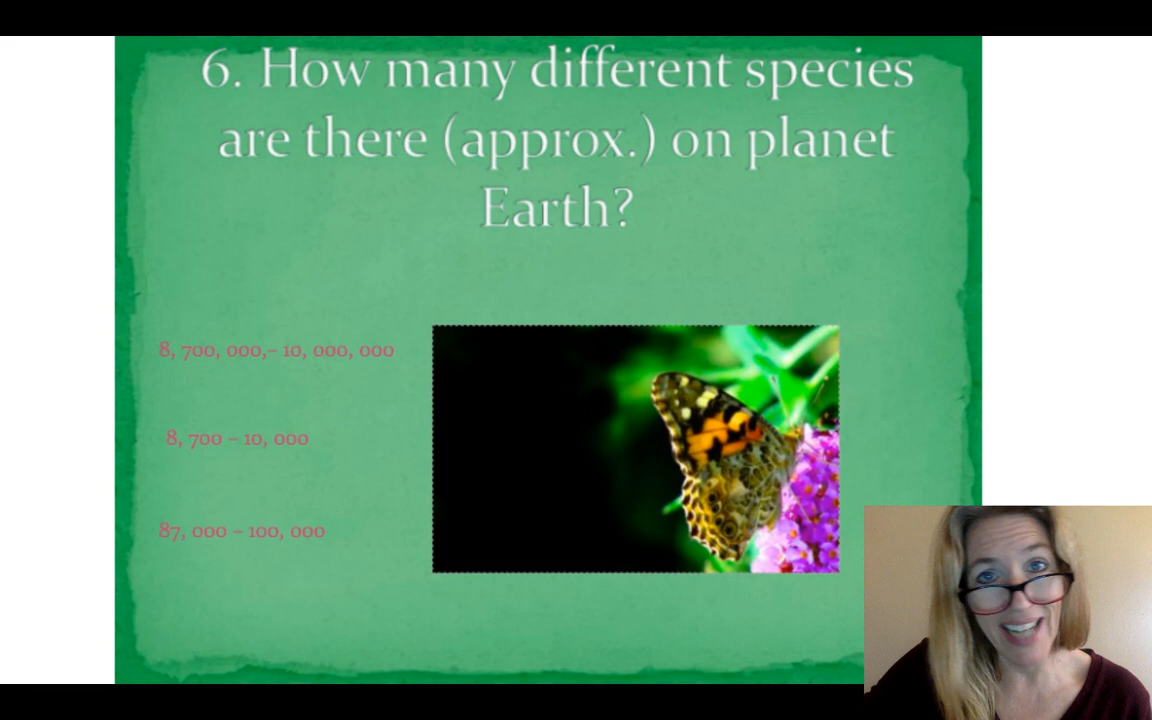 6. How many different species
are there (approx.) on planet
Earth?
8, 700, 000,– 10, 000, 000
8, 700 – 10, 000
87, 000 – 100, 000